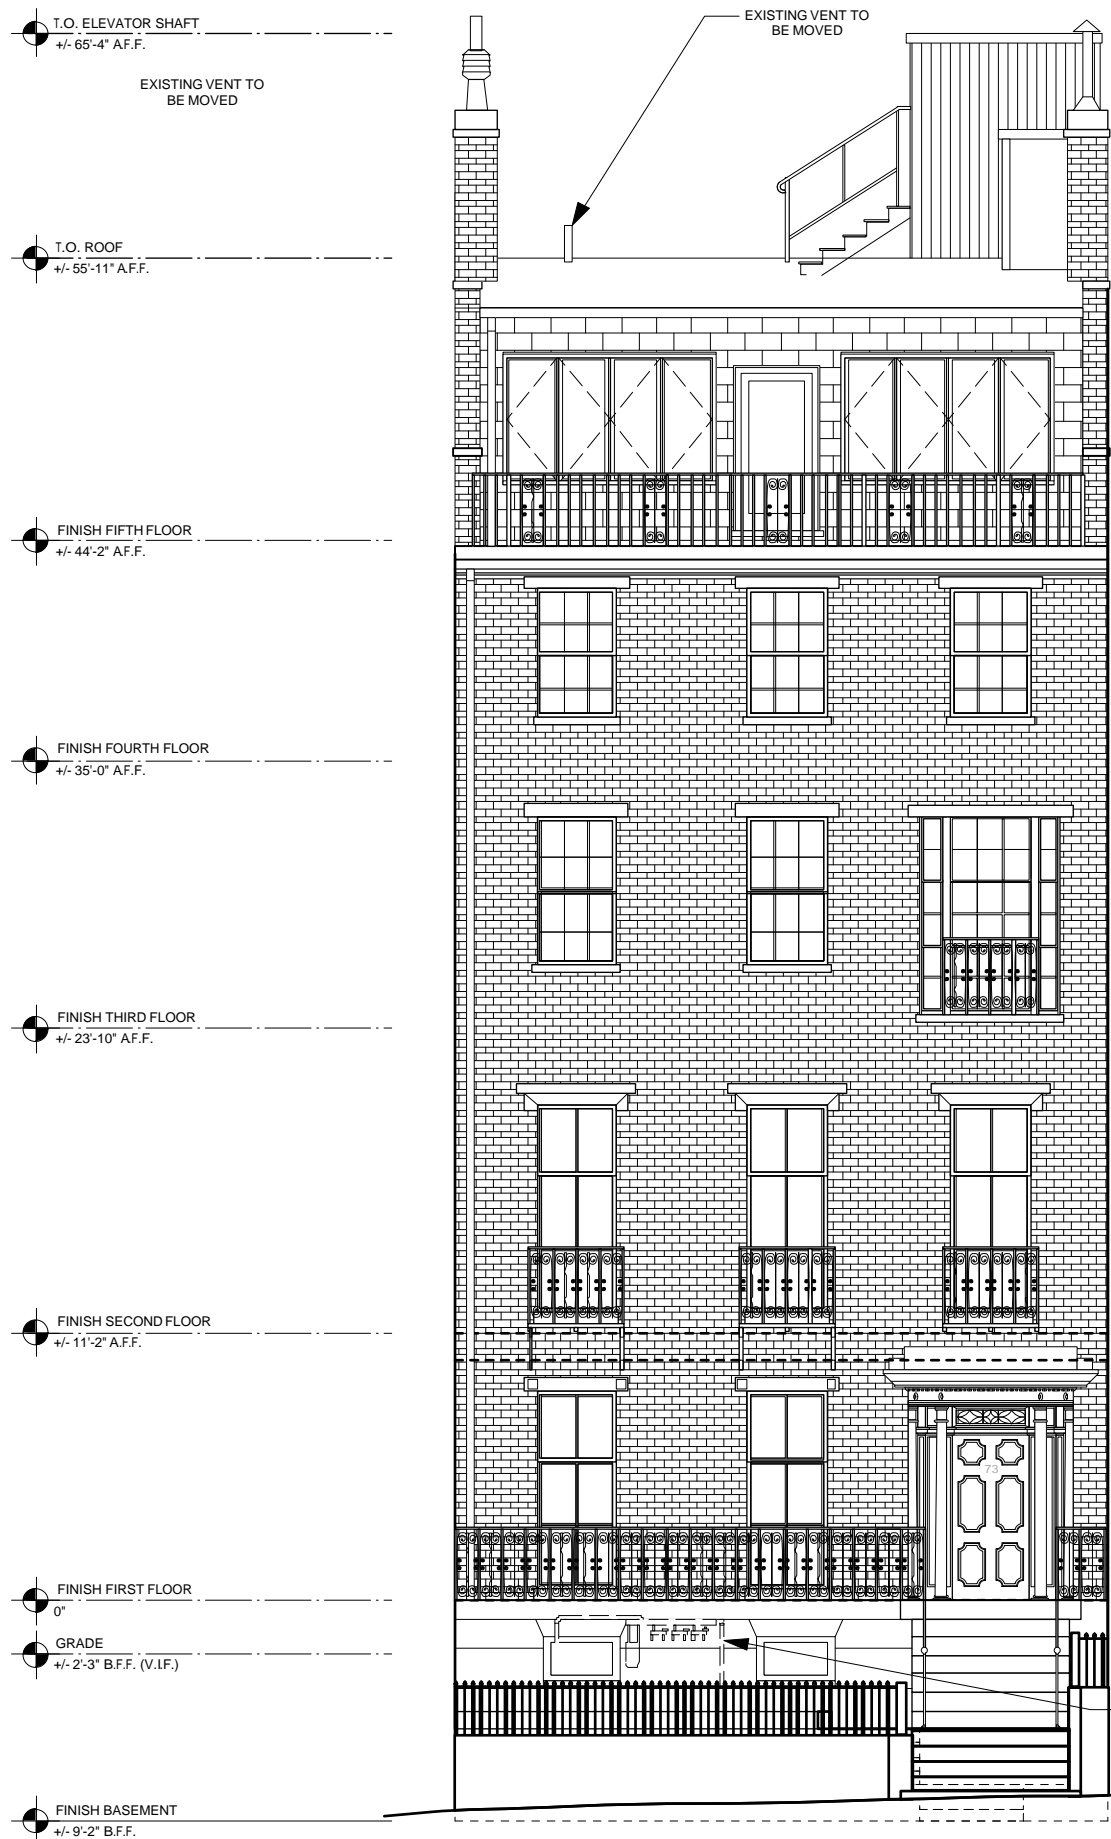 T.O. ELEVATOR SHAFT
+/- 65'-4" A.F.F.
EXISTING VENT TO
BE MOVED
EXISTING VENT TO
BE MOVED
T.O. ROOF
+/- 55'-11" A.F.F.
FINISH FIFTH FLOOR
+/- 44'-2" A.F.F.
FINISH FOURTH FLOOR
+/- 35'-0" A.F.F.
FINISH THIRD FLOOR
+/- 23'-10" A.F.F.
FINISH SECOND FLOOR
+/- 11'-2" A.F.F.
73
FINISH FIRST FLOOR
0"
GRADE
+/- 2'-3" B.F.F. (V.I.F.)
FINISH BASEMENT
+/- 9'-2" B.F.F.